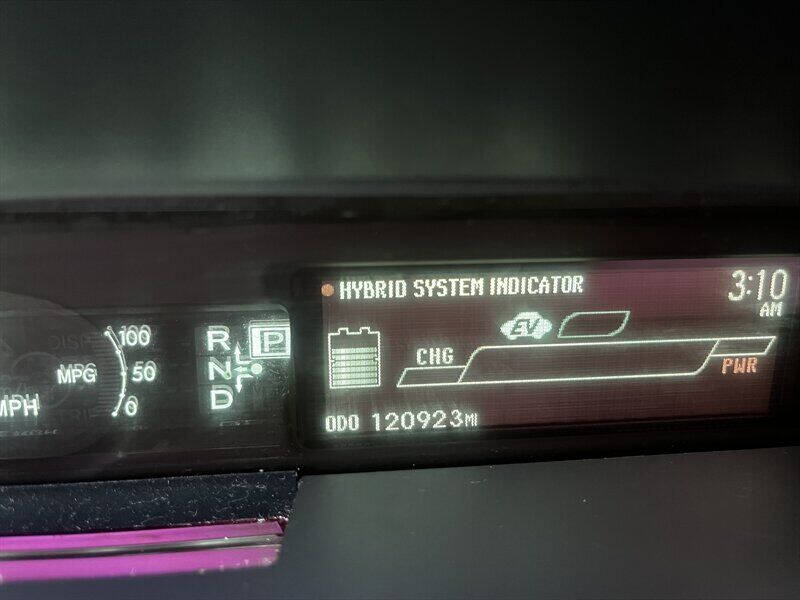 HYBRID SYSTEM INDICATOR
3:10
AM
EV
CHG
PWR
ODO 120923MI
100
50
0
MPG
MPH
R
N
D
P